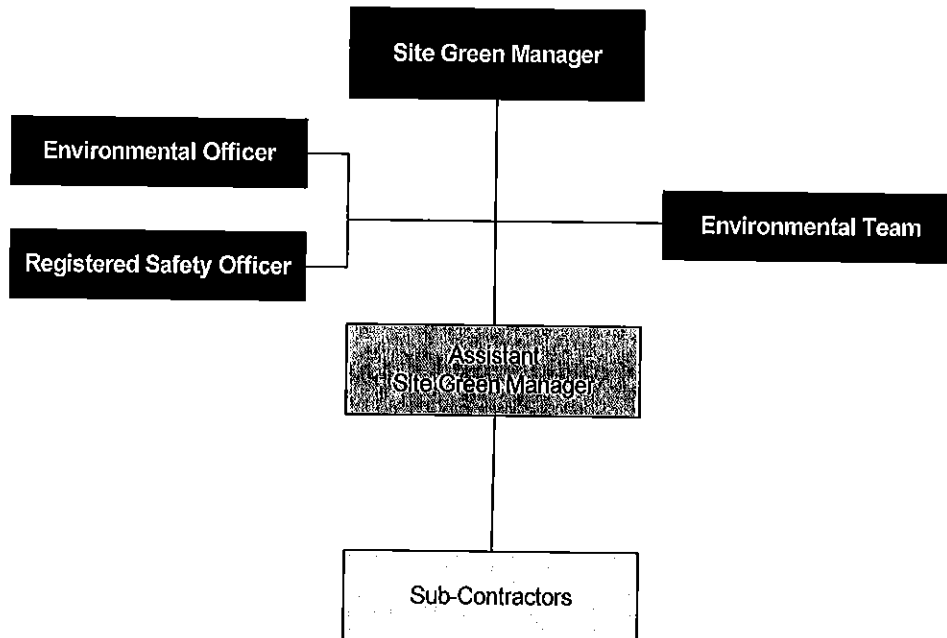 Site Green Manager
Environmental Officer
Environmental Team
Registered Safety Officer
Assistant
Site Green Manager
Sub-Contractors